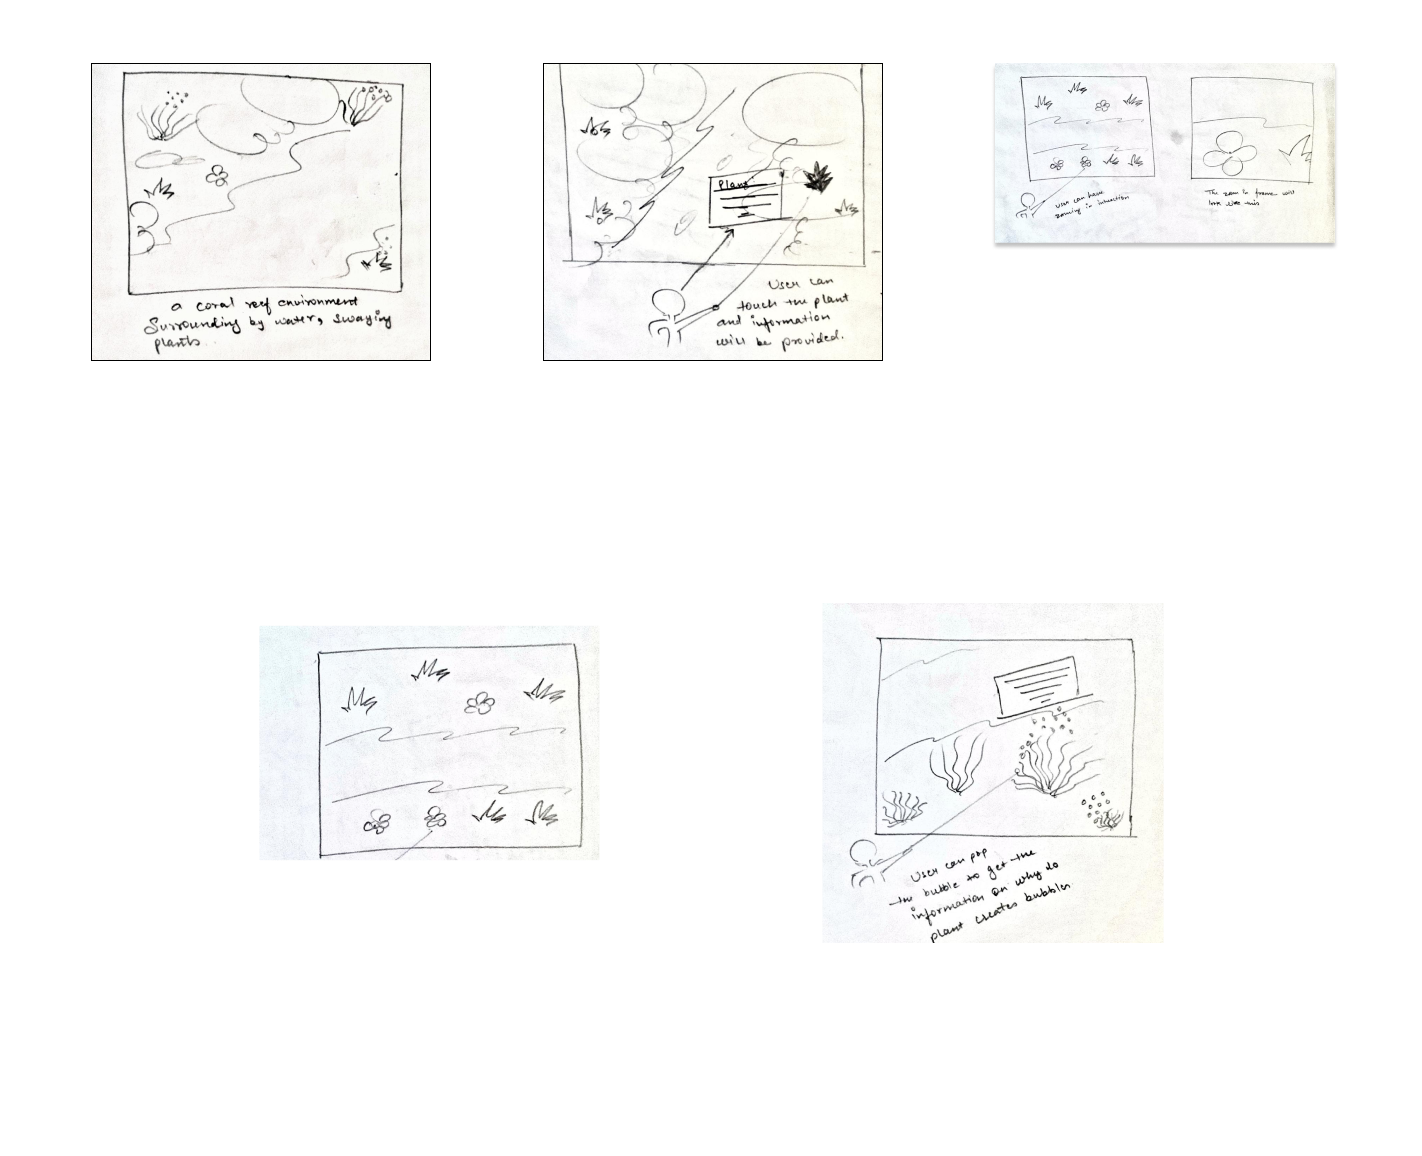 a coral reef environment
Surrounding by water, swaying
plants
Plant
User can
touch the plant
and information
will be provided.
User can have
zooming in interaction
The zoom in frame will
look like this
User can pop
the bubble to get the
information on why do
plant creates bubbles